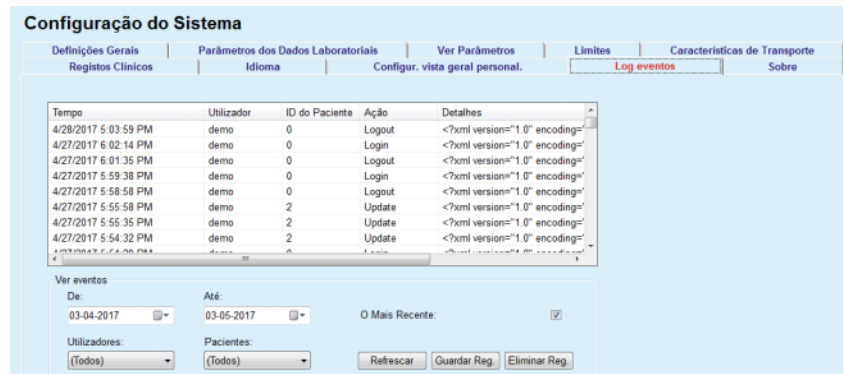 Configuração do Sistema
Definições Gerais Parâmetros dos Dados Laboratoriais Ver Parâmetros Limites Características de Transporte
Registos Clínicos Idioma Configur. vista geral personal. Log eventos Sobre
Tempo Utilizador ID do Paciente Ação Detalhes
4/28/2017 5:03:59 PM demo 0 Logout <?xml version="1.0" encoding='
4/27/2017 6:02:14 PM demo 0 Login <?xml version="1.0" encoding='
4/27/2017 6:01:35 PM demo 0 Logout <?xml version="1.0" encoding='
4/27/2017 5:59:38 PM demo 0 Login <?xml version="1.0" encoding='
4/27/2017 5:58:58 PM demo 0 Logout <?xml version="1.0" encoding='
4/27/2017 5:55:58 PM demo 2 Update <?xml version="1.0" encoding='
4/27/2017 5:55:35 PM demo 2 Update <?xml version="1.0" encoding='
4/27/2017 5:54:32 PM demo 2 Update <?xml version="1.0" encoding='
Ver eventos
De: Até:
03-04-2017 03-05-2017 O Mais Recente:
Utilizadores: Pacientes:
(Todos) (Todos) Refrescar Guardar Reg. Eliminar Reg.